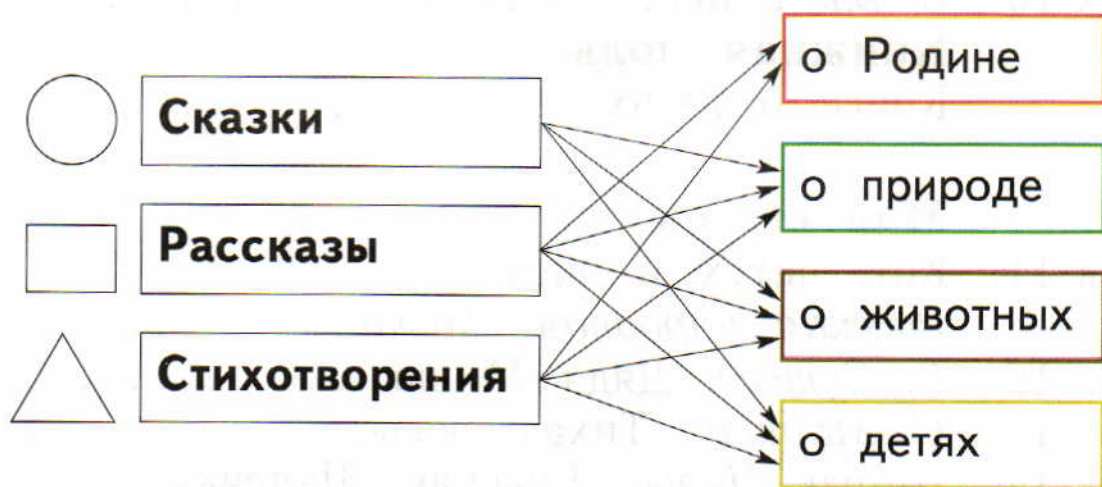 Сказки
Рассказы
Стихотворения
о Родине
о природе
о животных
о детях